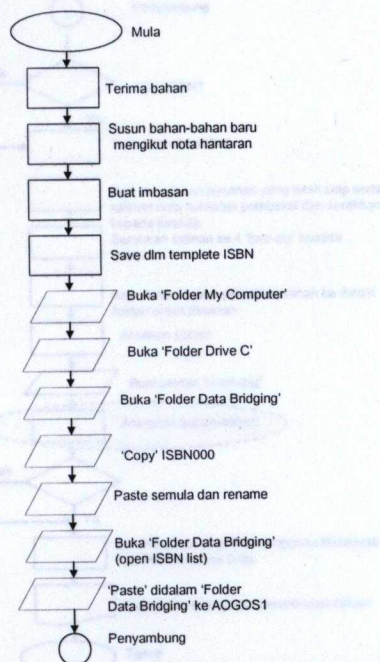 Mula
Terima bahan
Susun bahan-bahan baru
mengikut nota hantaran
Buat imbasan
Save dlm templete ISBN
Buka 'Folder My Computer'
Buka 'Folder Drive C'
Buka 'Folder Data Bridging'
'Copy' ISBN000
Paste semula dan rename
Buka 'Folder Data Bridging'
(open ISBN list)
'Paste' didalam 'Folder
Data Bridging' ke AOGOS1
Penyambung